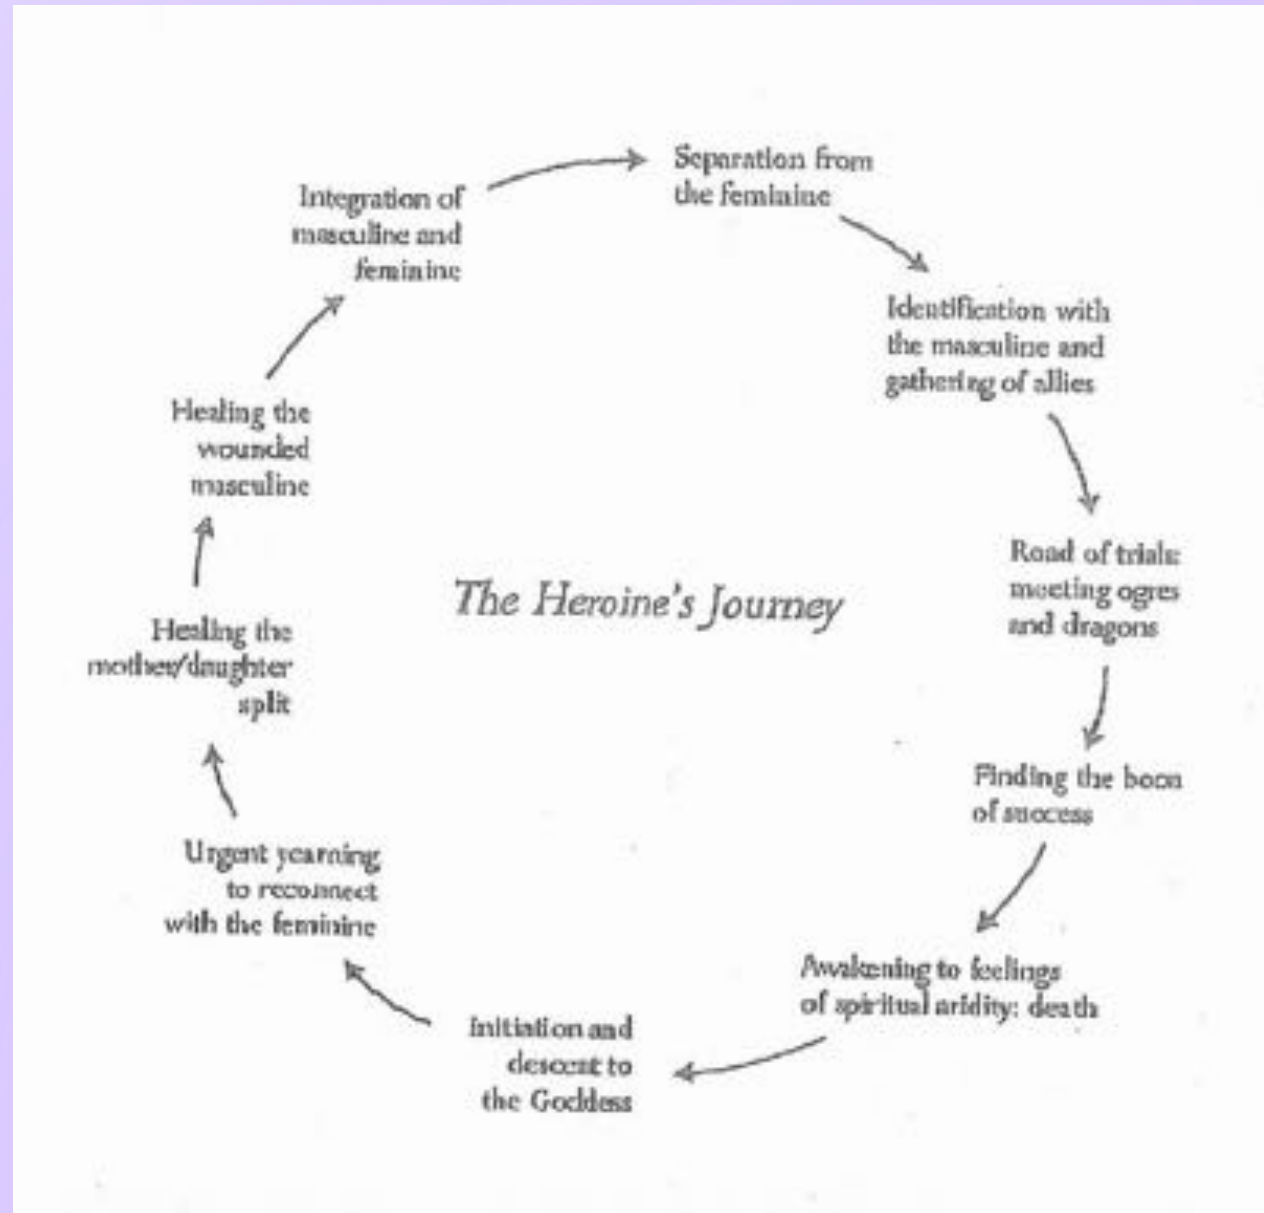 Separation from
the feminine
Identification with
the masculine and
gathering of allies
Road of trials:
meeting ogres
and dragons
Finding the boon
of success
Awakening to feelings
of spiritual aridity: death
Initiation and
descent to
the Goddess
Urgent yearning
to reconnect
with the feminine
Healing the
mother/daughter
split
Healing the
wounded
masculine
Integration of
masculine and
feminine
The Heroine's Journey